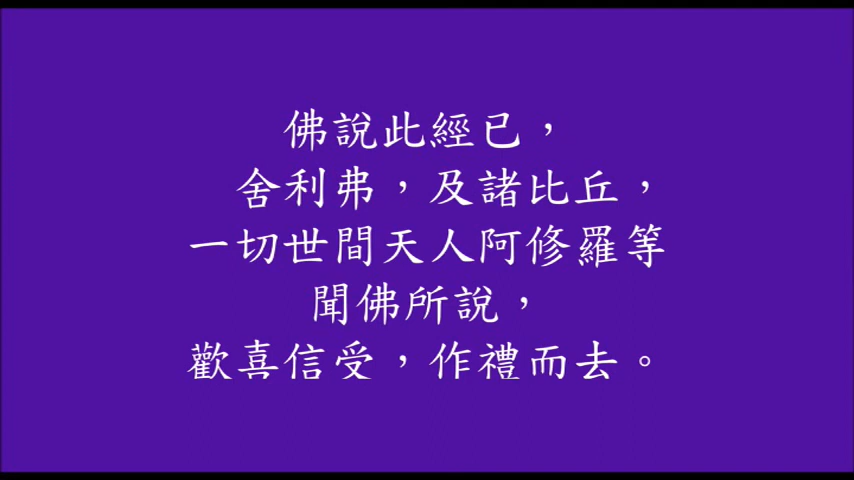 佛說此經已，
舍利弗，及諸比丘，
一切世間天人阿修羅等
聞佛所說，
歡喜信受，作禮而去。